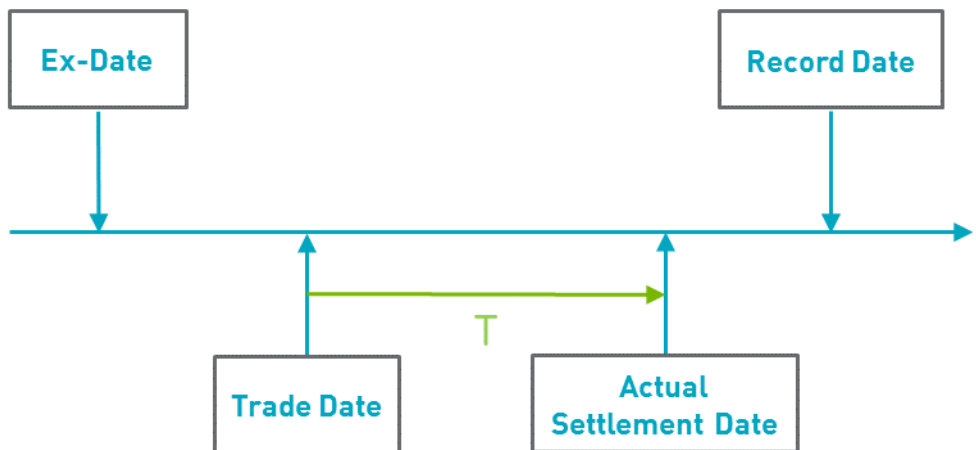 Ex-Date
Record Date
T
Trade Date
Actual
Settlement Date